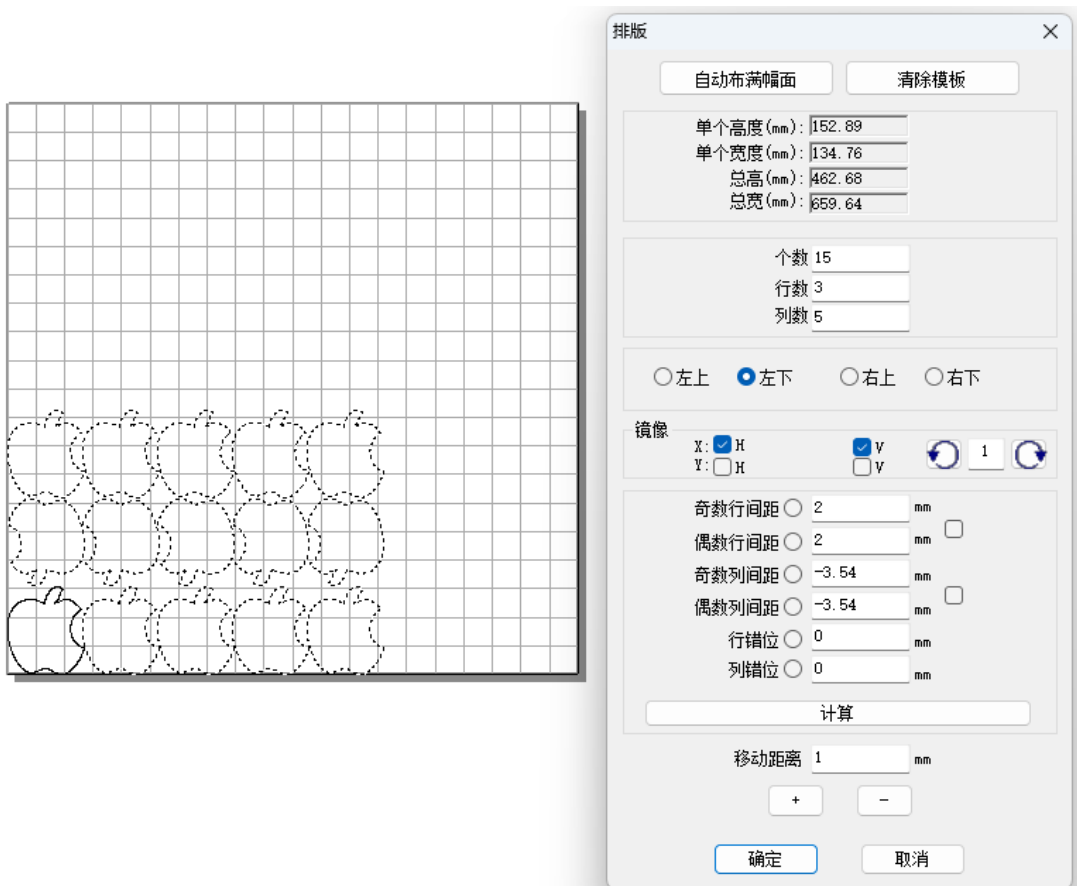 排版
自动布满幅面 清除模板
单个高度(mm): 152.89
单个宽度(mm): 134.76
总高(mm): 462.68
总宽(mm): 659.64
个数 15
行数 3
列数 5
左上 左下 右上 右下
镜像
X: H V 1
Y: H V
奇数行间距 2 mm
偶数行间距 2 mm
奇数列间距 -3.54 mm
偶数列间距 -3.54 mm
行错位 0 mm
列错位 0 mm
计算
移动距离 1 mm
+ -
确定 取消